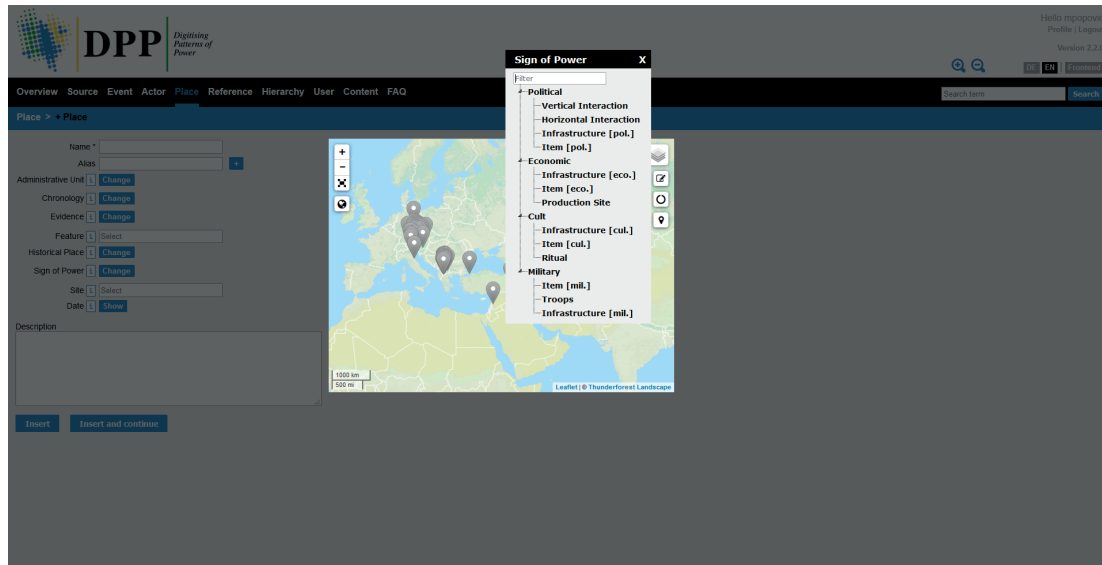 DPP
Digitising
Patterns of
Power
Hello mpopovic
Profile | Logout
Version 2.2.0
DE EN Frontend
Overview Source Event Actor Place Reference Hierarchy User Content FAQ
Search term
Search
Place > + Place
Name *
Alias
+
Administrative Unit i Change
Chronology i Change
Evidence i Change
Feature i Select
Historical Place i Change
Sign of Power i Change
Site i Select
Date i Show
Description
Insert Insert and continue
+
−
1000 km
500 mi
Leaflet | © Thunderforest Landscape
Sign of Power X
Filter
Political
Vertical Interaction
Horizontal Interaction
Infrastructure [pol.]
Item [pol.]
Economic
Infrastructure [eco.]
Item [eco.]
Production Site
Cult
Infrastructure [cul.]
Item [cul.]
Ritual
Military
Item [mil.]
Troops
Infrastructure [mil.]